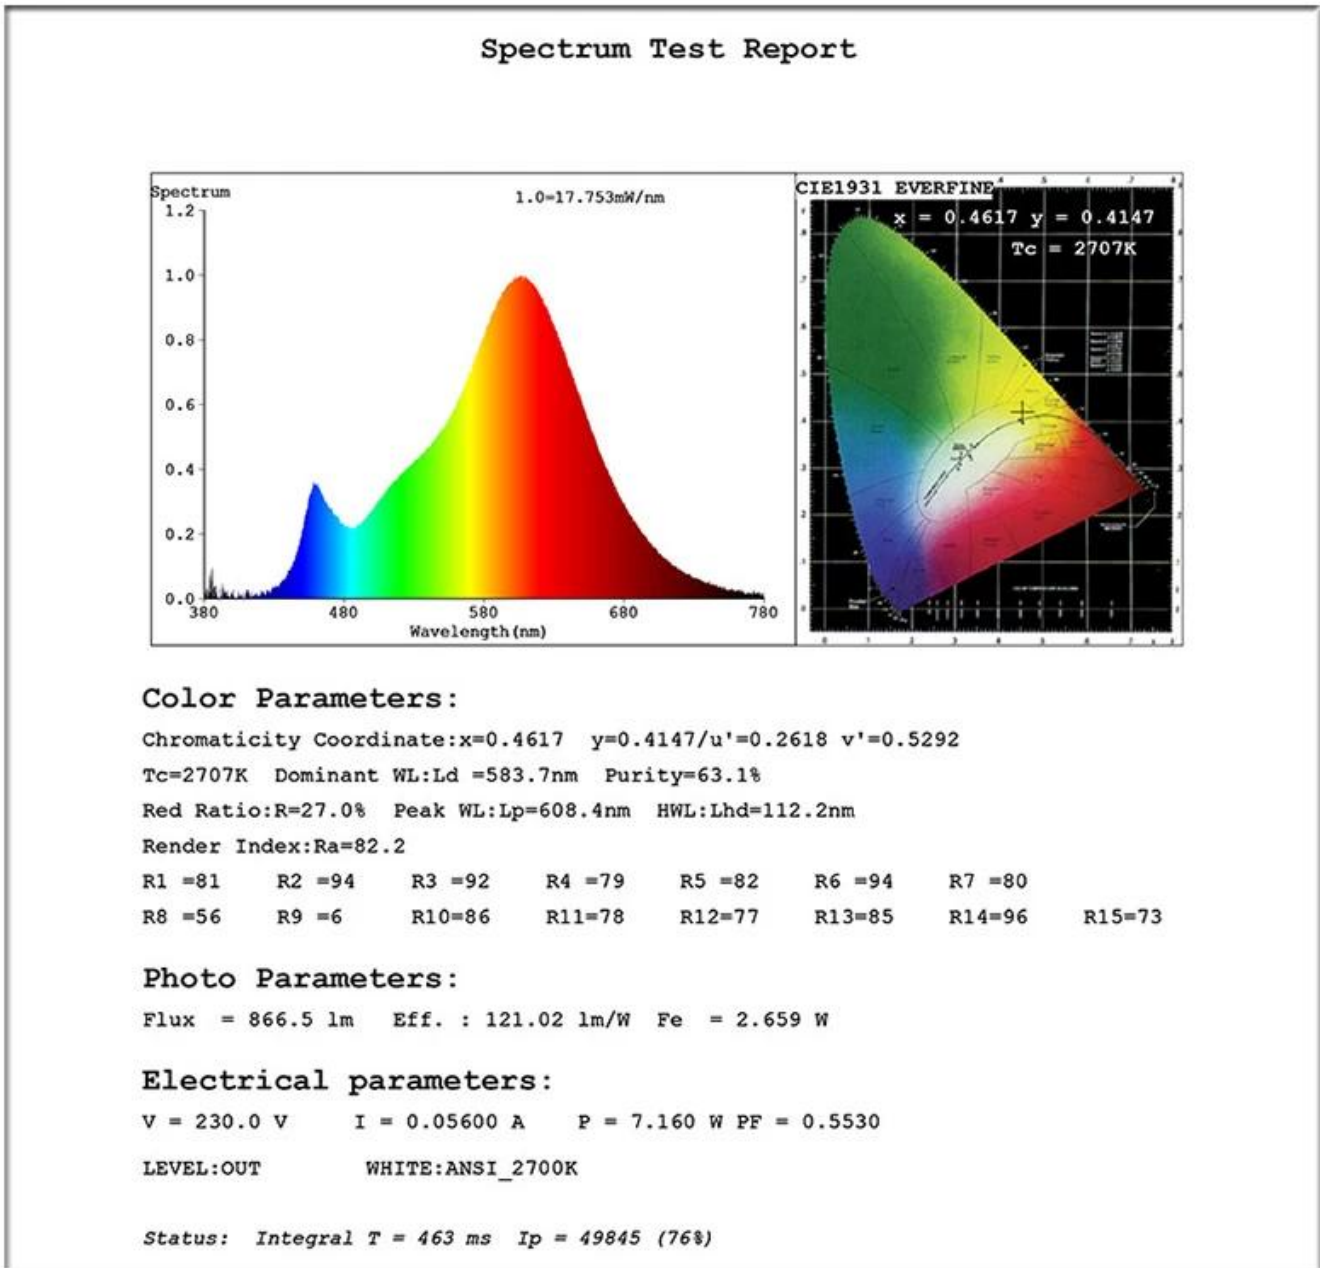 Spectrum Test Report
Spectrum
1.0=17.753mW/nm
1.2
1.0
0.8
0.6
0.4
0.2
0.0
380 480 580 680 780
Wavelength(nm)
CIE1931 EVERFINE
x = 0.4617 y = 0.4147
Tc = 2707K
Color Parameters:
Chromaticity Coordinate:x=0.4617 y=0.4147/u'=0.2618 v'=0.5292
Tc=2707K Dominant WL:Ld =583.7nm Purity=63.1%
Red Ratio:R=27.0% Peak WL:Lp=608.4nm HWL:Lhd=112.2nm
Render Index:Ra=82.2
R1 =81 R2 =94 R3 =92 R4 =79 R5 =82 R6 =94 R7 =80
R8 =56 R9 =6 R10=86 R11=78 R12=77 R13=85 R14=96 R15=73
Photo Parameters:
Flux = 866.5 lm Eff. : 121.02 lm/W Fe = 2.659 W
Electrical parameters:
V = 230.0 V I = 0.05600 A P = 7.160 W PF = 0.5530
LEVEL:OUT WHITE:ANSI_2700K
Status: Integral T = 463 ms Ip = 49845 (76%)